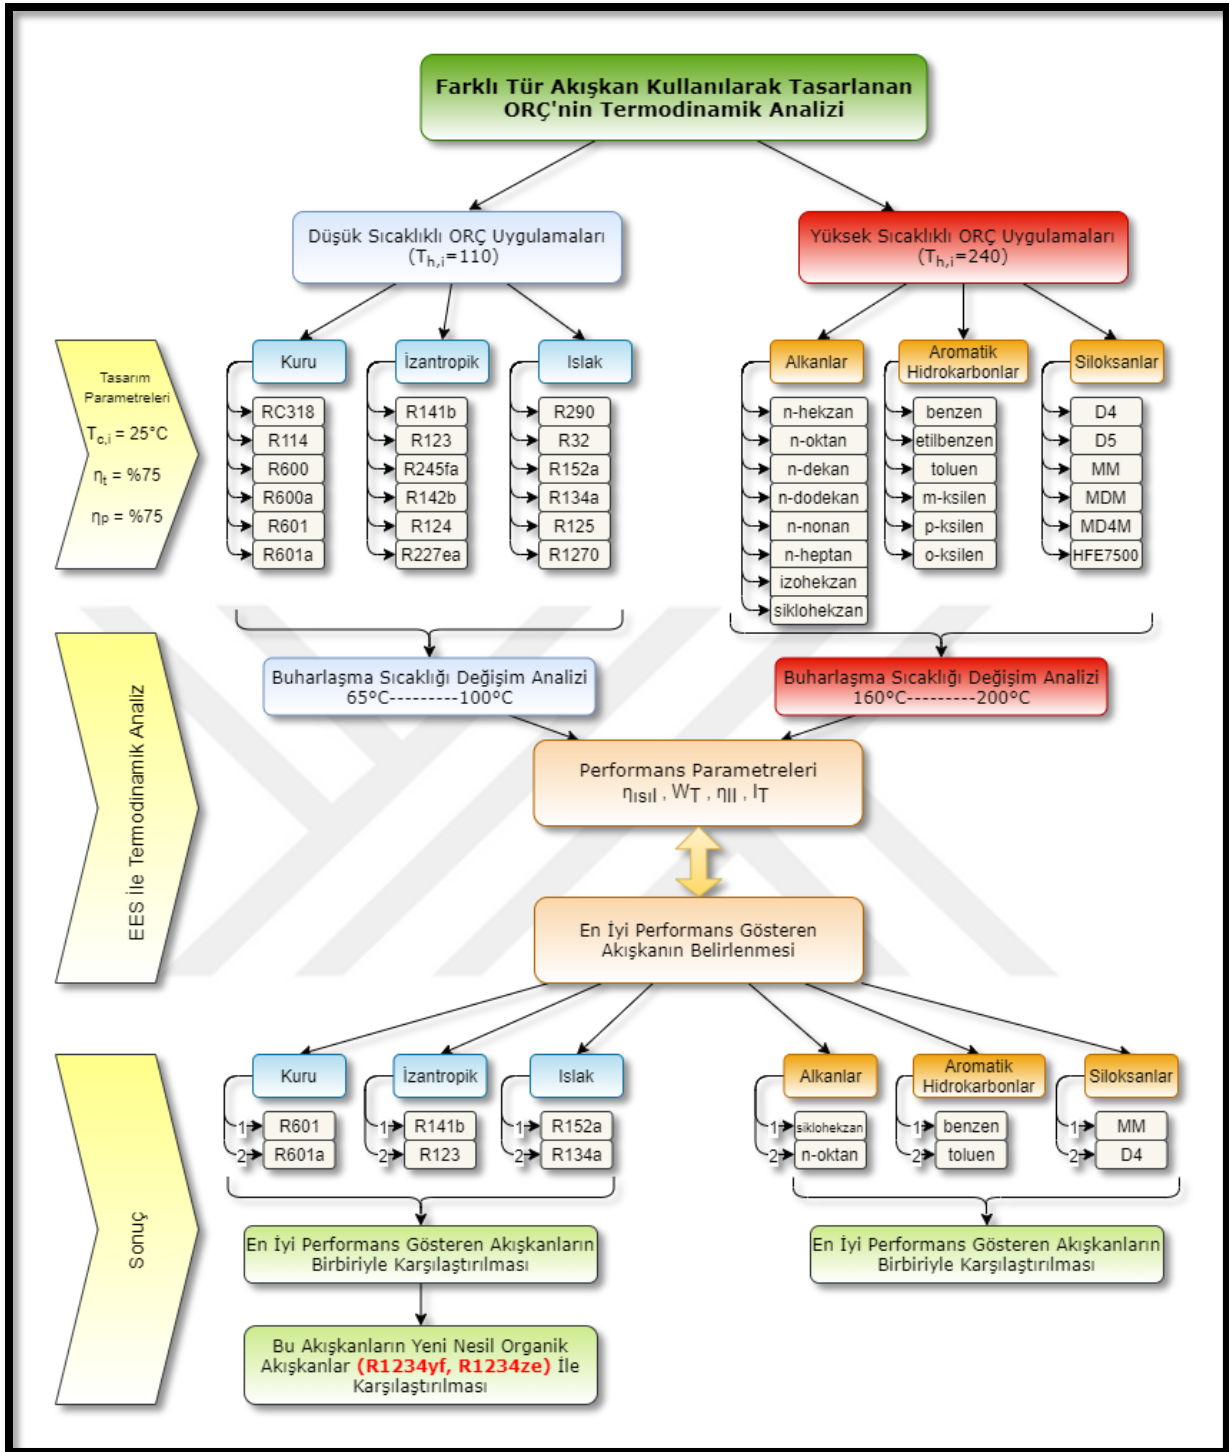 Farklı Tür Akışkan Kullanılarak Tasarlanan
ORÇ'nin Termodinamik Analizi
Düşük Sıcaklıklı ORÇ Uygulamaları
(Th,i=110)
Yüksek Sıcaklıklı ORÇ Uygulamaları
(Th,i=240)
Tasarım
Parametreleri
Tc,i = 25°C
ηt = %75
ηp = %75
Kuru
RC318
R114
R600
R600a
R601
R601a
İzantropik
R141b
R123
R245fa
R142b
R124
R227ea
Islak
R290
R32
R152a
R134a
R125
R1270
Alkanlar
n-hekzan
n-oktan
n-dekan
n-dodekan
n-nonan
n-heptan
izohekzan
siklohekzan
Aromatik
Hidrokarbonlar
benzen
etilbenzen
toluen
m-ksilen
p-ksilen
o-ksilen
Siloksanlar
D4
D5
MM
MDM
MD4M
HFE7500
EES İle Termodinamik Analiz
Buharlaşma Sıcaklığı Değişim Analizi
65°C---------100°C
Buharlaşma Sıcaklığı Değişim Analizi
160°C---------200°C
Performans Parametreleri
ηısıl , WT , ηII , IT
En İyi Performans Gösteren
Akışkanın Belirlenmesi
Sonuç
Kuru
1 R601
2 R601a
İzantropik
1 R141b
2 R123
Islak
1 R152a
2 R134a
Alkanlar
1 siklohekzan
2 n-oktan
Aromatik
Hidrokarbonlar
1 benzen
2 toluen
Siloksanlar
1 MM
2 D4
En İyi Performans Gösteren Akışkanların
Birbiriyle Karşılaştırılması
En İyi Performans Gösteren Akışkanların
Birbiriyle Karşılaştırılması
Bu Akışkanların Yeni Nesil Organik
Akışkanlar (R1234yf, R1234ze) İle
Karşılaştırılması